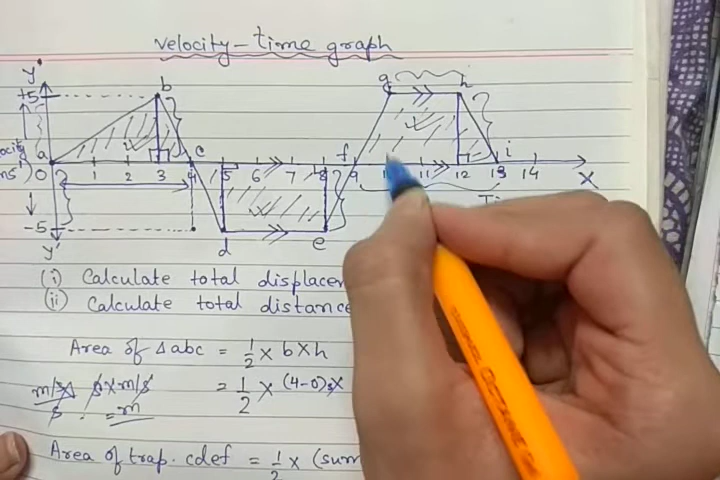 Velocity-time graph
y
+5
b
g
h
a
c
f
i
0 1 2 3 4 5 6 7 8 9 11 12 13 14
X
-5
y'
d
e
(i) Calculate total
(ii) Calculate total distance
Area of Δabc = 1/2 x b x h
= 1/2 x (4-0)
= m
Area of trap. cdef = 1/2 x